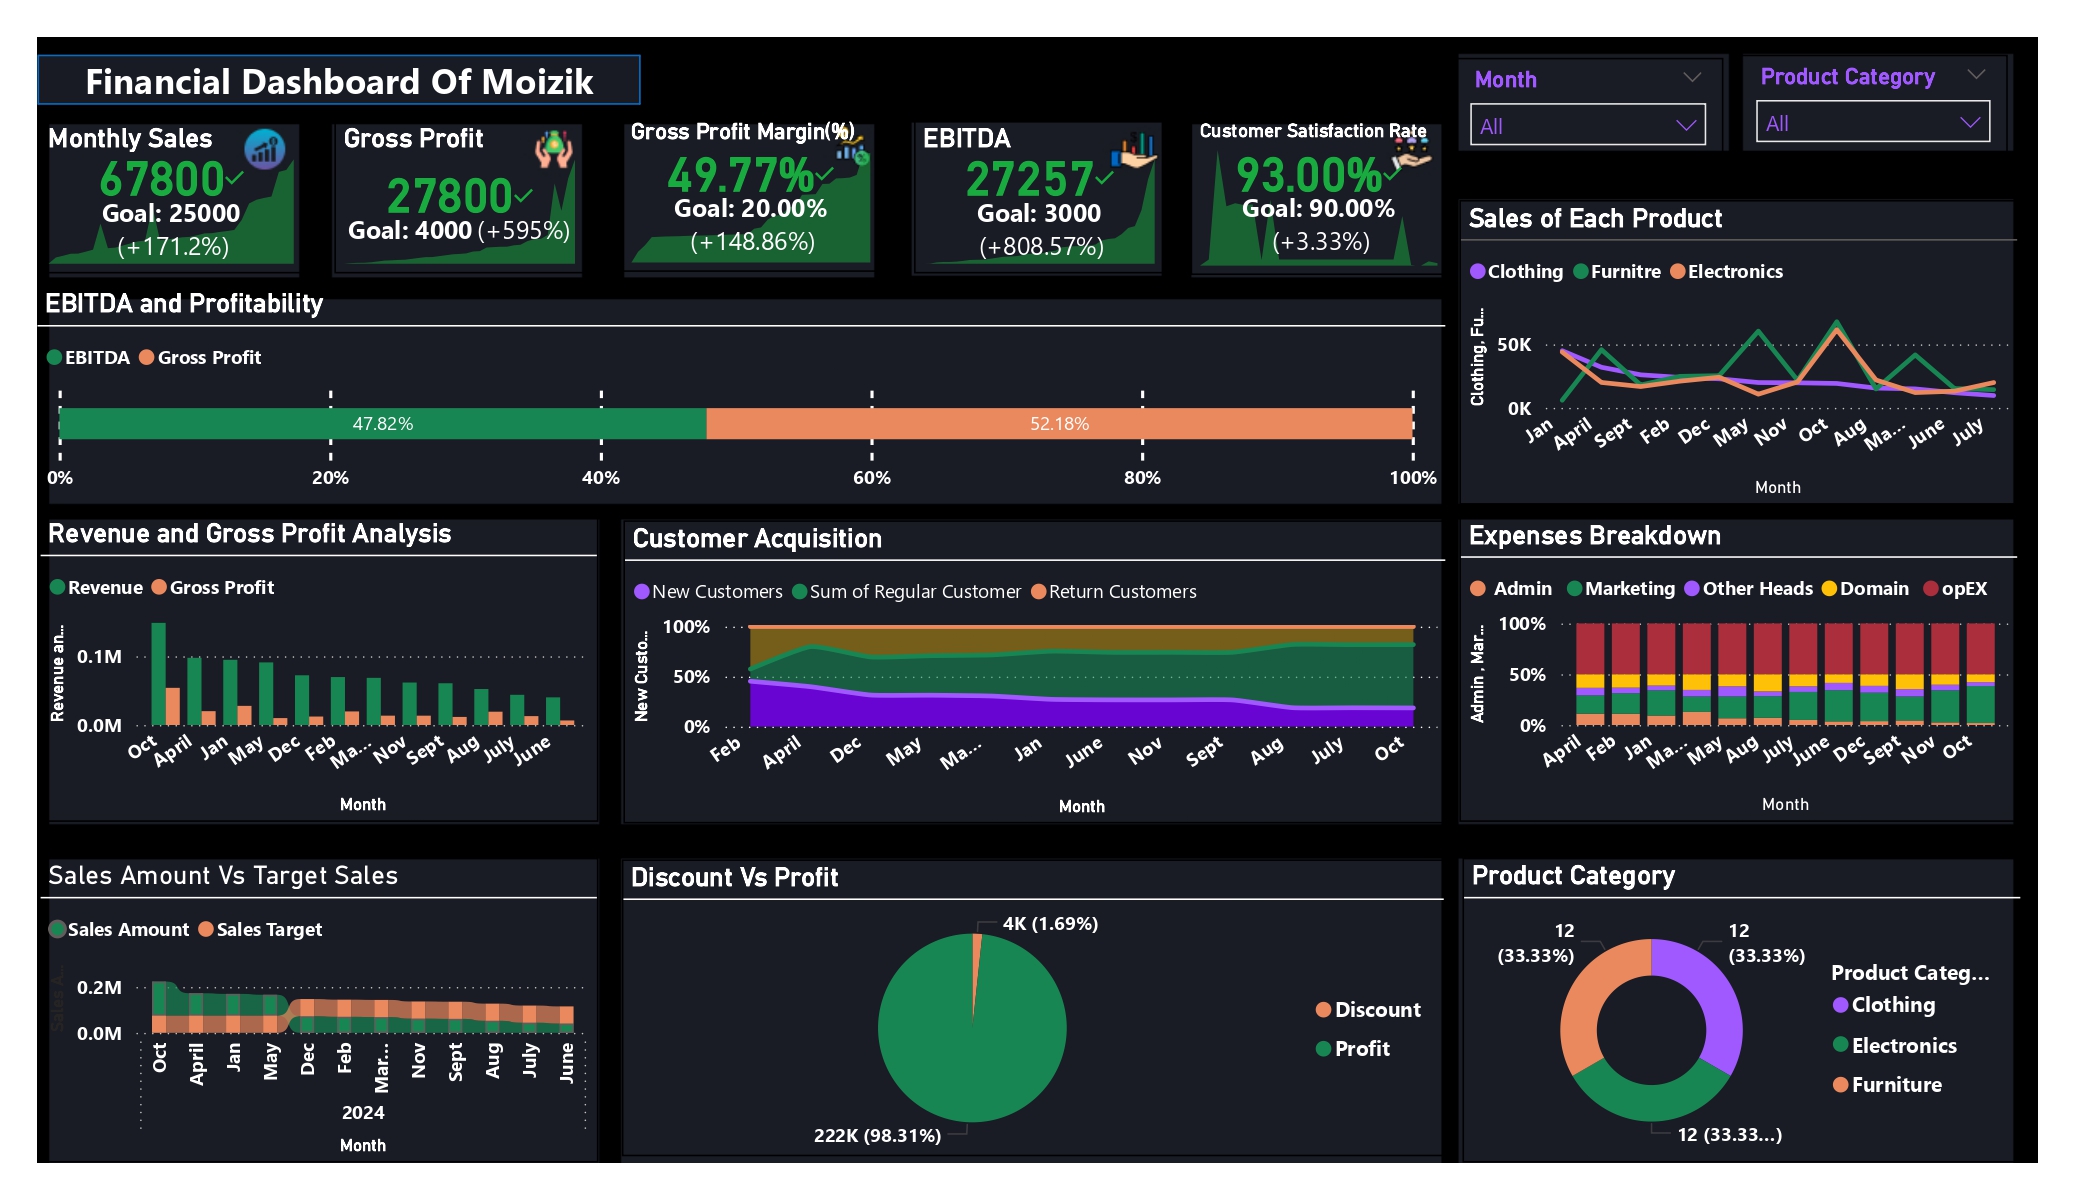 Financial Dashboard Of Moizik
Month
All
Product Category
All
Monthly Sales
67800
Goal: 25000
(+171.2%)
Gross Profit
27800
Goal: 4000 (+595%)
Gross Profit Margin(%)
49.77%
Goal: 20.00%
(+148.86%)
EBITDA
27257
Goal: 3000
(+808.57%)
Customer Satisfaction Rate
93.00%
Goal: 90.00%
(+3.33%)
Sales of Each Product
Clothing Furnitre Electronics
Clothing, Fu...
50K
0K
Jan April Sept Feb Dec May Nov Oct Aug Ma... June July
Month
EBITDA and Profitability
EBITDA Gross Profit
47.82% 52.18%
0% 20% 40% 60% 80% 100%
Revenue and Gross Profit Analysis
Revenue Gross Profit
Revenue an...
0.1M
0.0M
Oct April Jan May Dec Feb Ma... Nov Sept Aug July June
Month
Customer Acquisition
New Customers Sum of Regular Customer Return Customers
New Custo...
100%
50%
0%
Feb April Dec May Ma... Jan June Nov Sept Aug July Oct
Month
Expenses Breakdown
Admin Marketing Other Heads Domain opEX
Admin , Mar...
100%
50%
0%
April Feb Jan Ma... May Aug July June Dec Sept Nov Oct
Month
Sales Amount Vs Target Sales
Sales Amount Sales Target
Sales A...
0.2M
0.0M
Oct April Jan May Dec Feb Mar... Nov Sept Aug July June
2024
Month
Discount Vs Profit
4K (1.69%)
222K (98.31%)
Discount
Profit
Product Category
12
(33.33%)
12
(33.33%)
12 (33.33...)
Product Categ...
Clothing
Electronics
Furniture